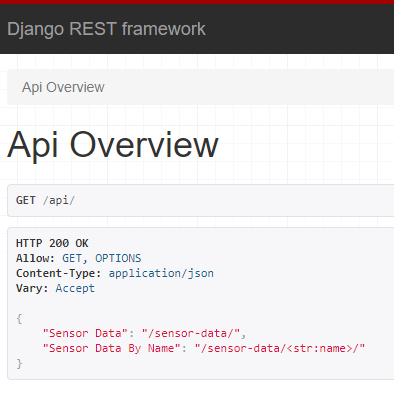 Django REST framework
Api Overview
Api Overview
GET /api/
HTTP 200 OK
Allow: GET, OPTIONS
Content-Type: application/json
Vary: Accept
{
    "Sensor Data": "/sensor-data/",
    "Sensor Data By Name": "/sensor-data/<str:name>/"
}